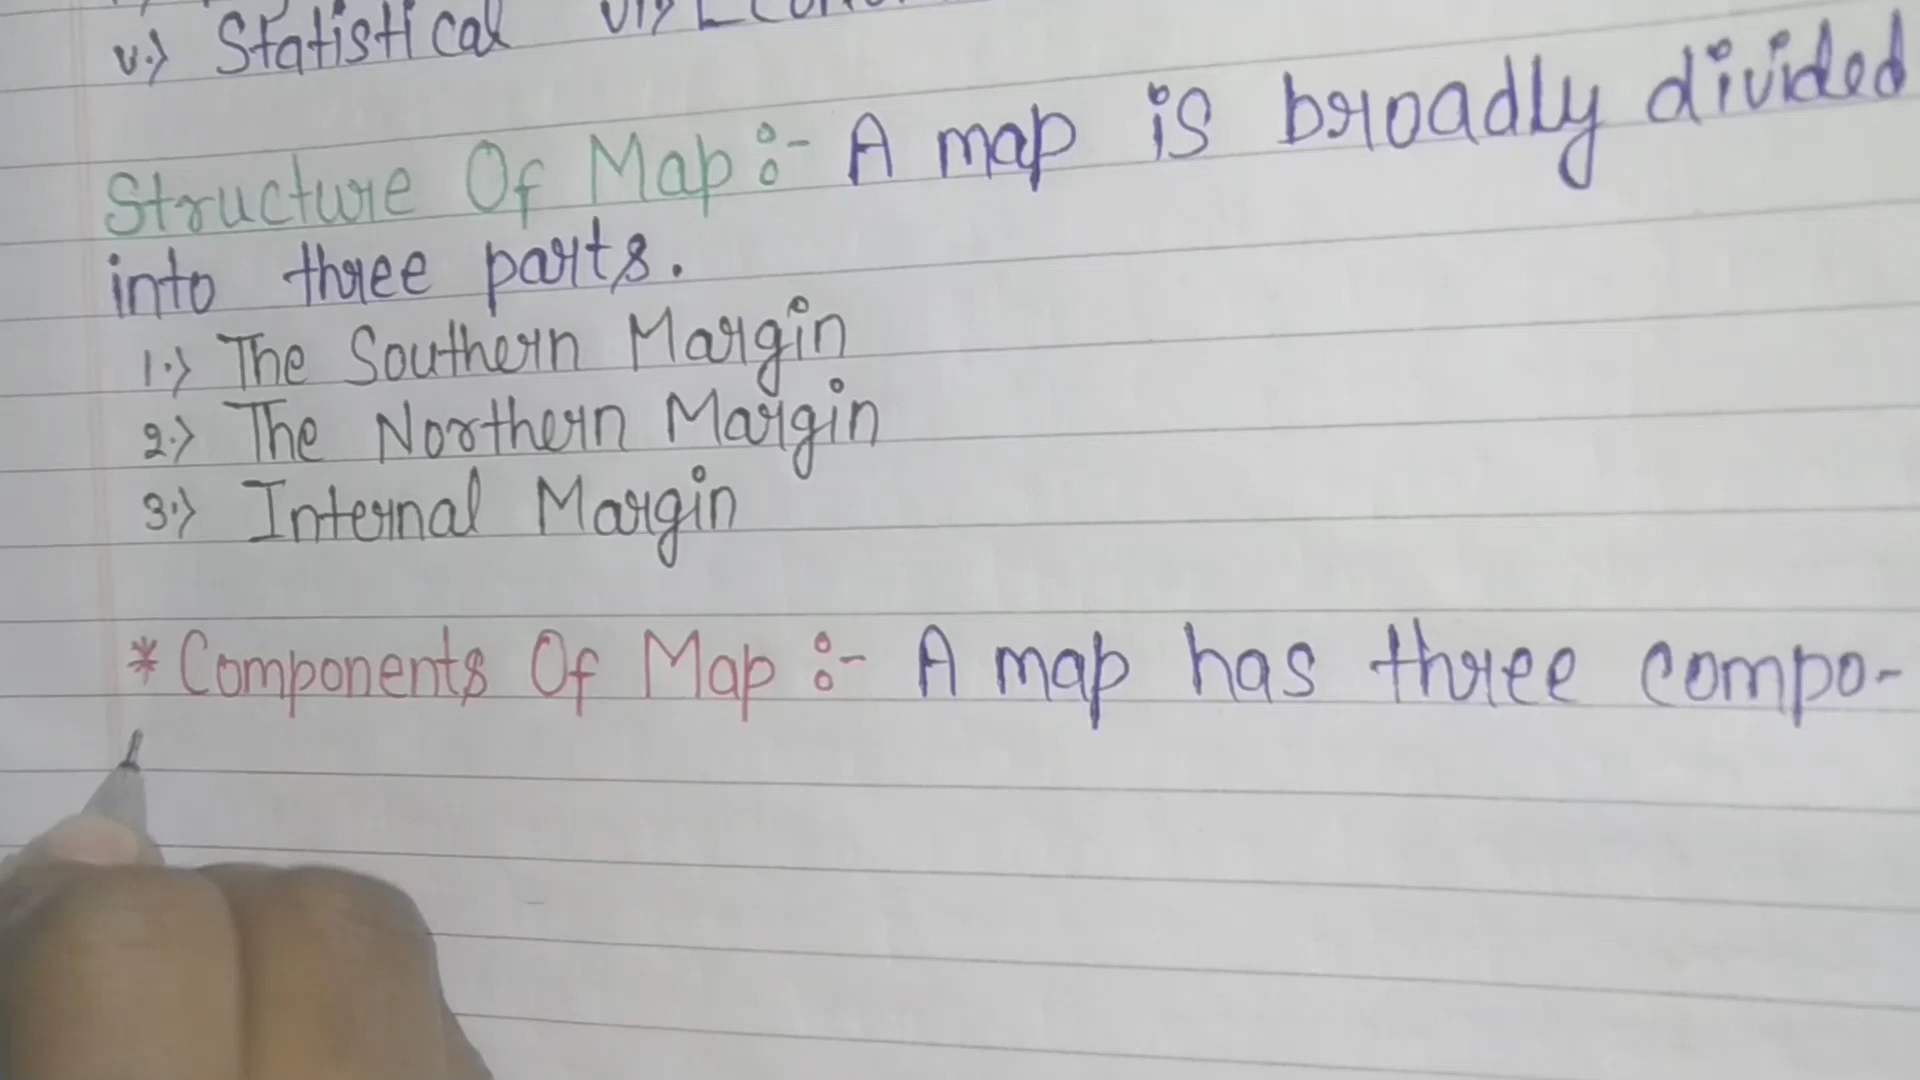 v.) Statistical vi)
Structure Of Map :- A map is broadly divided
into three parts.
1.) The Southern Margin
2.) The Northern Margin
3.) Internal Margin
* Components Of Map :- A map has three compo-